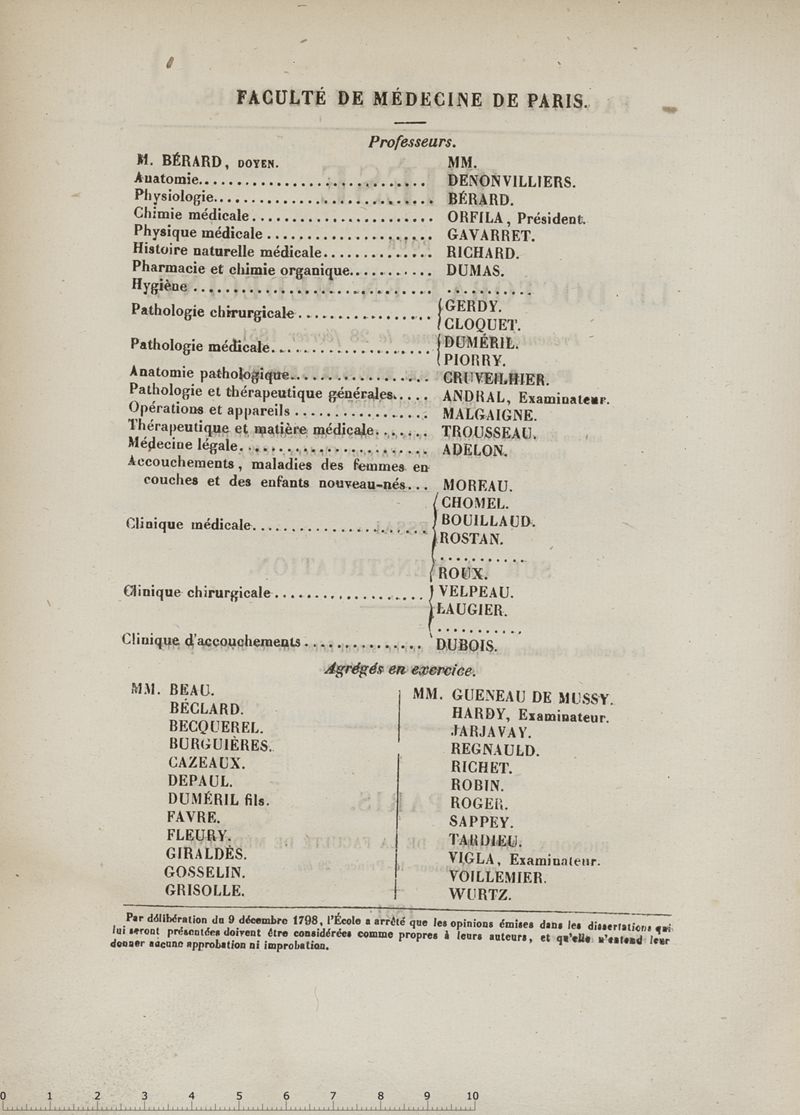 FACULTÉ DE MÉDECINE DE PARIS.
Professeurs.
M. BÉRARD, DOYEN. MM.
Anatomie........................... DENONVILLIERS.
Physiologie.......................... BÉRARD.
Chimie médicale...................... ORFILA, Président.
Physique médicale.................... GAVARRET.
Histoire naturelle médicale.............. RICHARD.
Pharmacie et chimie organique........... DUMAS.
Hygiène ............................. ...........
Pathologie chirurgicale................. { GERDY.
CLOQUET.
Pathologie médicale.................... { DUMÉRIL.
PIORRY.
Anatomie pathologique................. CRUVEILHIER.
Pathologie et thérapeutique générales..... ANDRAL, Examinateur.
Opérations et appareils................. MALGAIGNE.
Thérapeutique et matière médicale....... TROUSSEAU.
Médecine légale....................... ADELON.
Accouchements, maladies des femmes en
couches et des enfants nouveau-nés... MOREAU.
{ CHOMEL.
Clinique médicale...................... BOUILLAUD.
ROSTAN.
...........
{ ROUX.
Clinique chirurgicale................... VELPEAU.
LAUGIER.
...........
Clinique d'accouchements............... DUBOIS.
Agrégés en exercice.
MM. BEAU.
BÉCLARD.
BECQUEREL.
BURGUIÈRES.
CAZEAUX.
DEPAUL.
DUMÉRIL fils.
FAVRE.
FLEURY.
GIRALDÈS.
GOSSELIN.
GRISOLLE.
MM. GUENEAU DE MUSSY.
HARDY, Examinateur.
JARJAVAY.
REGNAULD.
RICHET.
ROBIN.
ROGER.
SAPPEY.
TARDIEU.
VIGLA, Examinateur.
VOILLEMIER.
WURTZ.
Par délibération du 9 décembre 1798, l'École a arrêté que les opinions émises dans les dissertations qui
lui seront présentées doivent être considérées comme propres à leurs auteurs, et qu'elle n'entend leur
donner aucune approbation ni improbation.
0 1 2 3 4 5 6 7 8 9 10